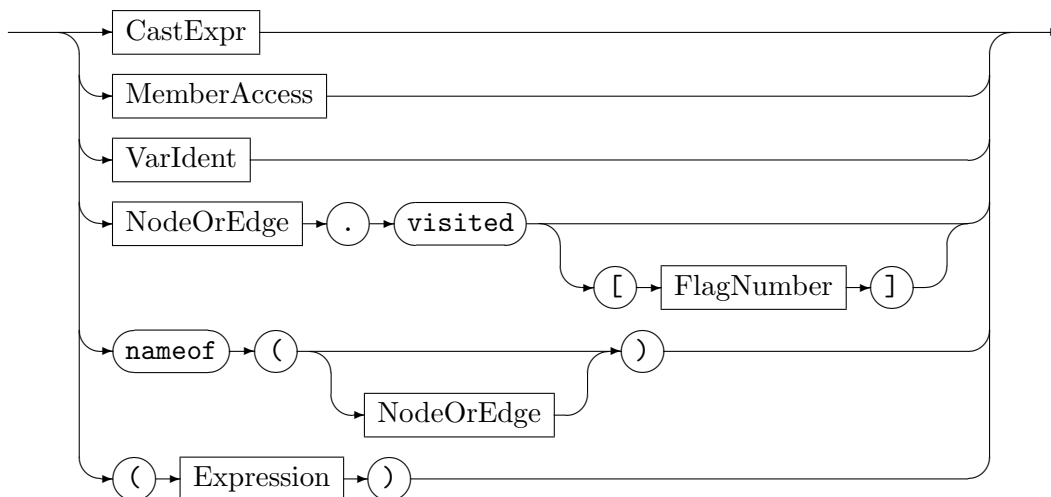 CastExpr
MemberAccess
VarIdent
NodeOrEdge . visited
[ FlagNumber ]
nameof ( )
NodeOrEdge
( Expression )